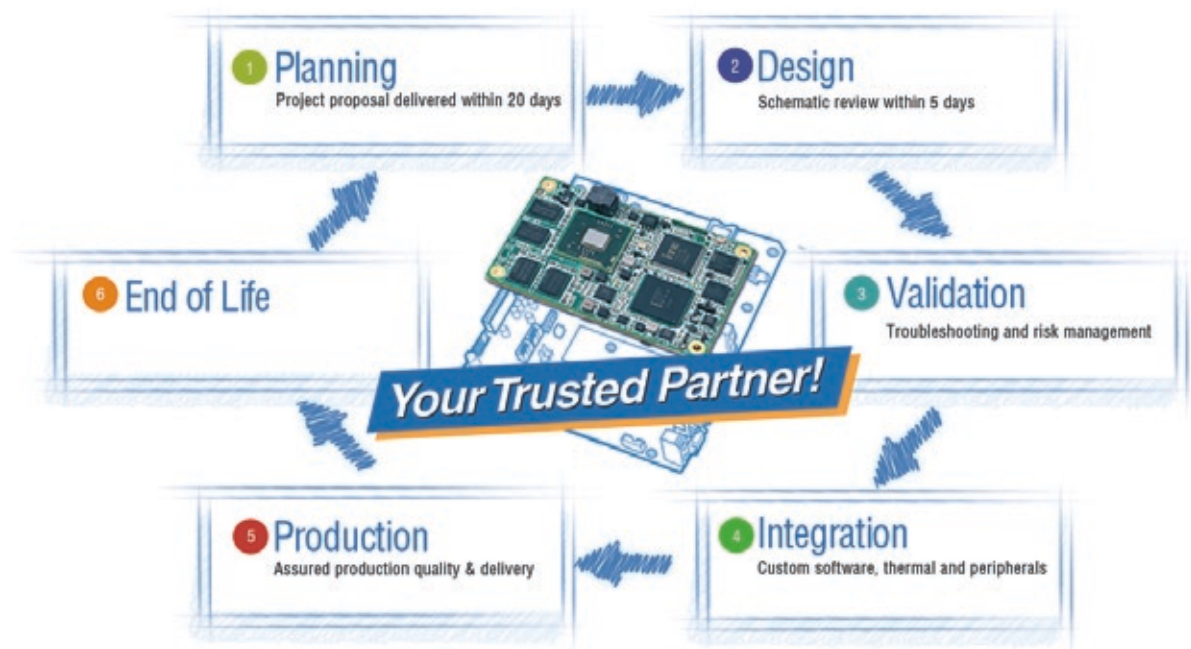 1 Planning
Project proposal delivered within 20 days
2 Design
Schematic review within 5 days
3 Validation
Troubleshooting and risk management
4 Integration
Custom software, thermal and peripherals
5 Production
Assured production quality & delivery
6 End of Life
Your Trusted Partner!